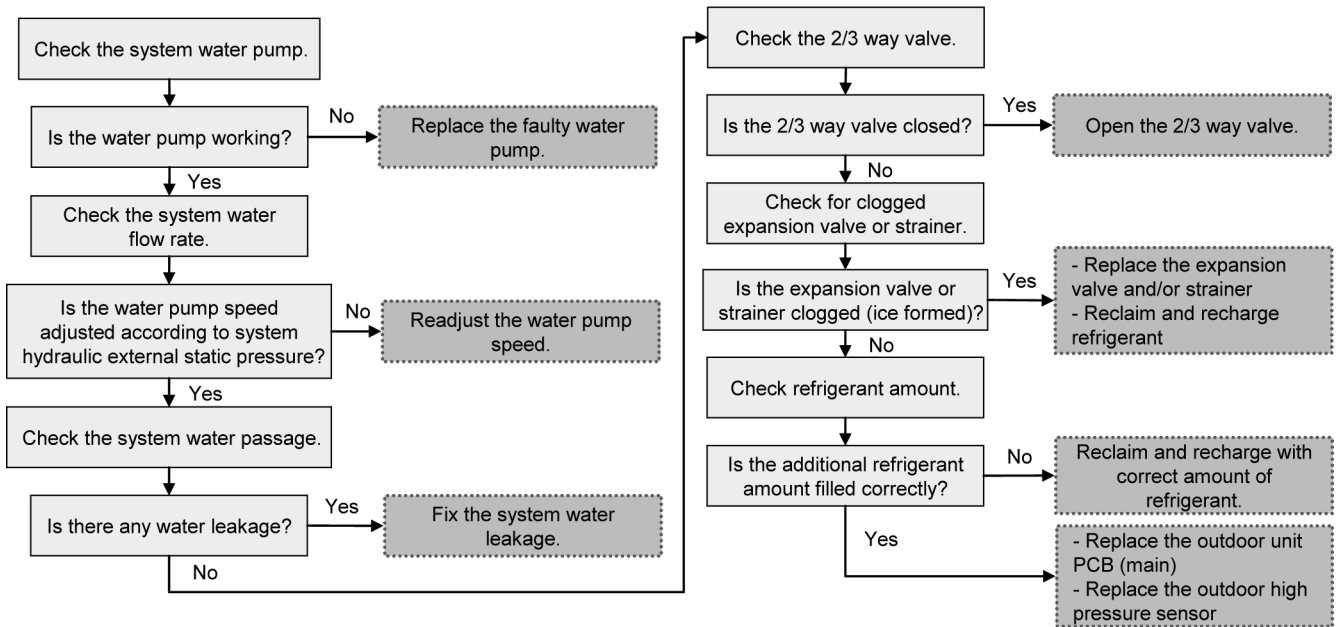 Check the system water pump.
Is the water pump working?
No
Replace the faulty water
pump.
Yes
Check the system water
flow rate.
Is the water pump speed
adjusted according to system
hydraulic external static pressure?
No
Readjust the water pump
speed.
Yes
Check the system water passage.
Is there any water leakage?
Yes
Fix the system water
leakage.
No
Check the 2/3 way valve.
Is the 2/3 way valve closed?
Yes
Open the 2/3 way valve.
No
Check for clogged
expansion valve or strainer.
Is the expansion valve or
strainer clogged (ice formed)?
Yes
- Replace the expansion
valve and/or strainer
- Reclaim and recharge
refrigerant
No
Check refrigerant amount.
Is the additional refrigerant
amount filled correctly?
No
Reclaim and recharge with
correct amount of
refrigerant.
Yes
- Replace the outdoor unit
PCB (main)
- Replace the outdoor high
pressure sensor